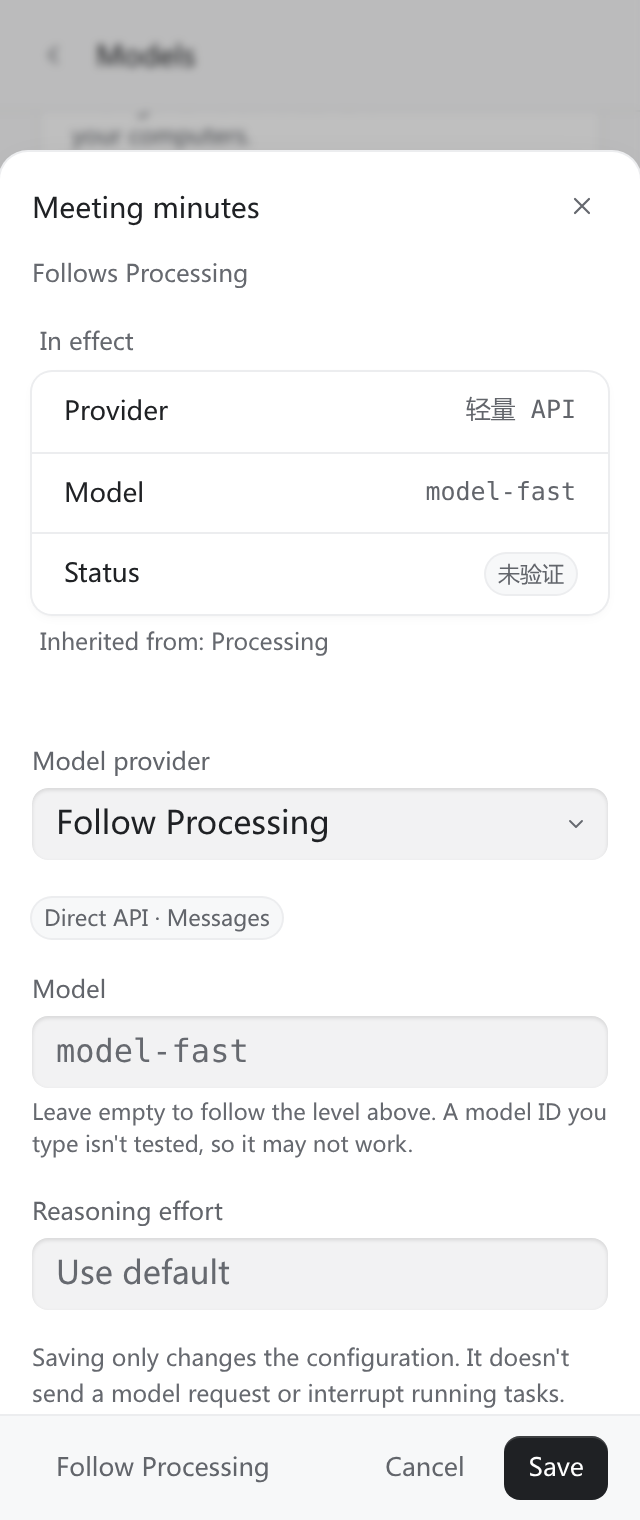 Models
your computers.
Meeting minutes
Follows Processing
In effect
Provider
轻量 API
Model
model-fast
Status
未验证
Inherited from: Processing
Model provider
Follow Processing
Direct API · Messages
Model
model-fast
Leave empty to follow the level above. A model ID you
type isn't tested, so it may not work.
Reasoning effort
Use default
Saving only changes the configuration. It doesn't
send a model request or interrupt running tasks.
Follow Processing
Cancel
Save